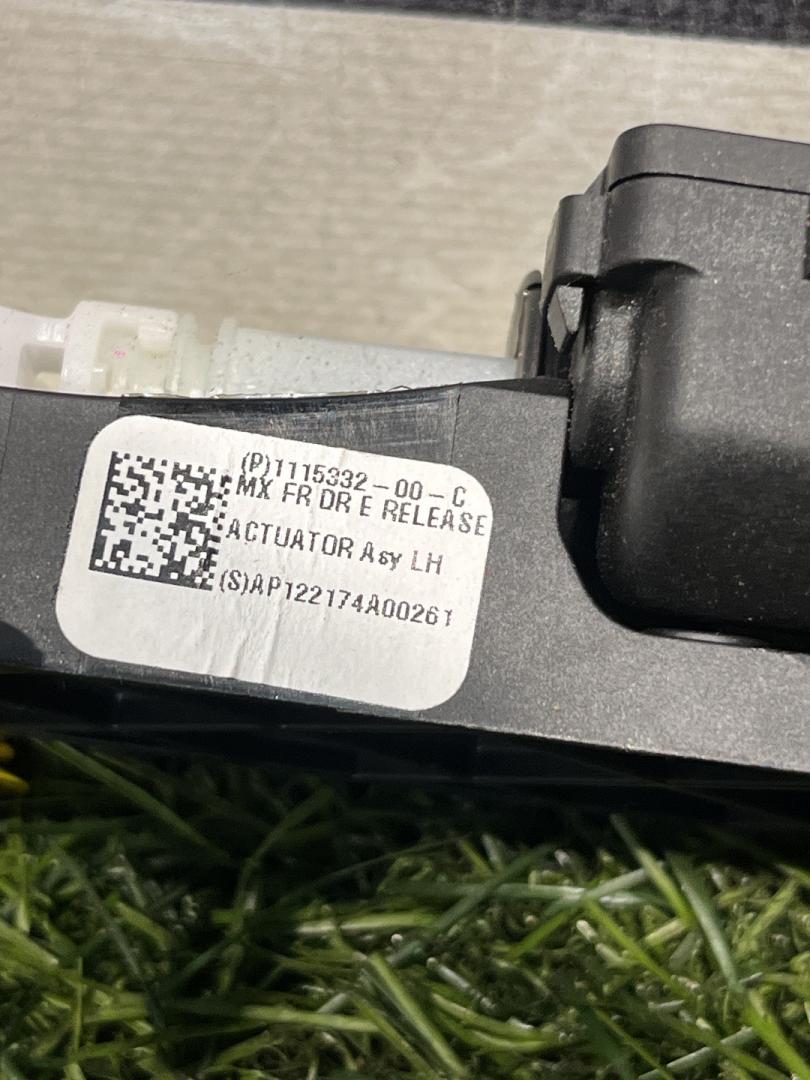 (P)1115332-00-C
MX FR DR E RELEASE
ACTUATOR Asy LH
(S)AP122174A00261